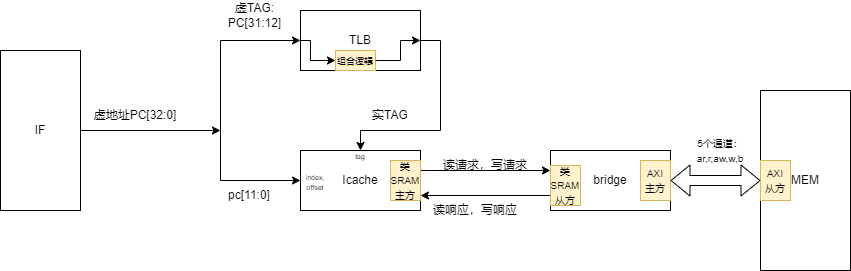 虚TAG:
PC[31:12]
TLB
组合逻辑
IF
虚地址PC[32:0]
实TAG
5个通道:
ar,r,aw,w,b
tag
index,
offset
Icache
类
SRAM
主方
读请求，写请求
类
SRAM
从方
bridge
AXI
主方
AXI
从方
MEM
pc[11:0]
读响应，写响应